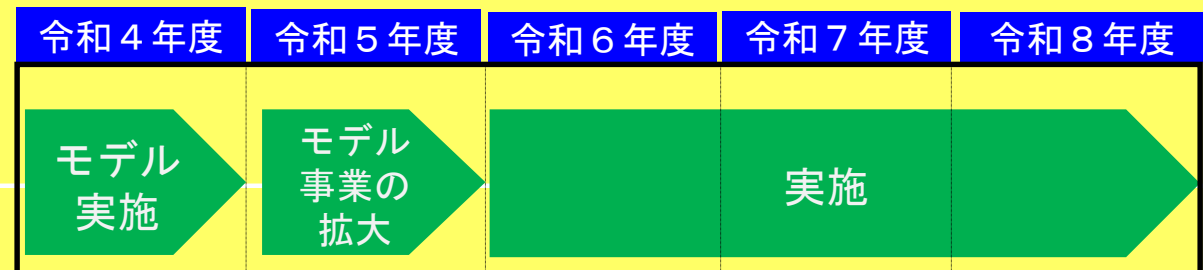 令和４年度
令和５年度
令和６年度
令和７年度
令和８年度
モデル
実施
モデル
事業の
拡大
実施